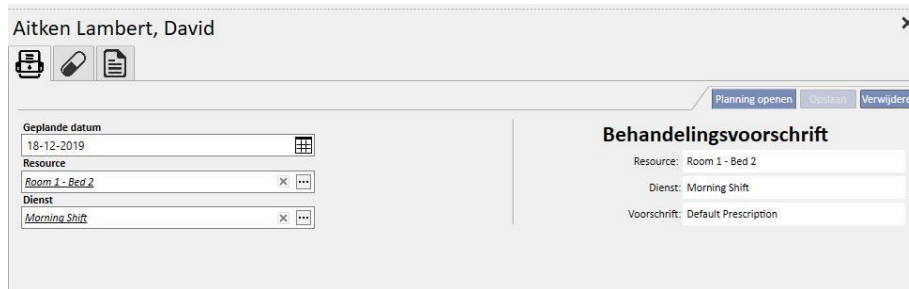 Aitken Lambert, David
Planning openen Opslaan Verwijdere
Geplande datum
18-12-2019
Resource
Room 1 - Bed 2
Dienst
Morning Shift
Behandelingsvoorschrift
Resource: Room 1 - Bed 2
Dienst: Morning Shift
Voorschrift: Default Prescription